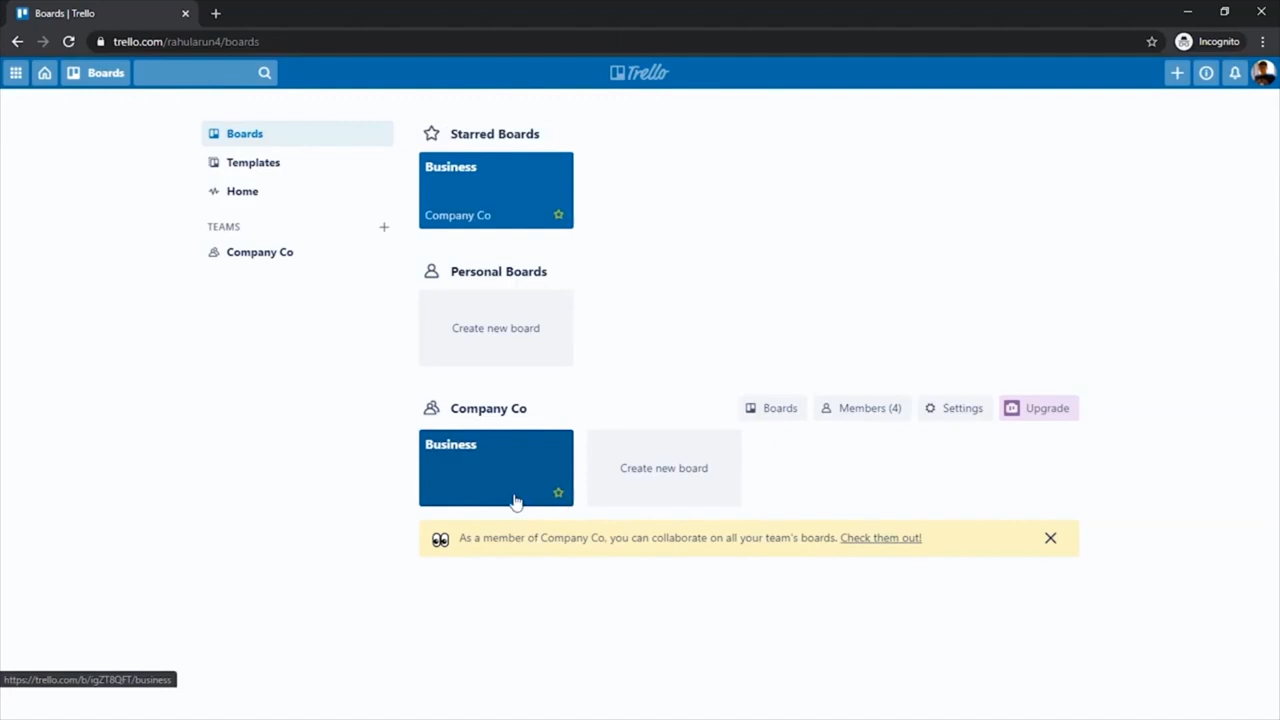 Boards | Trello
trello.com/rahularun4/boards
Incognito
Boards
Trello
Boards
Templates
Home
TEAMS
Company Co
Starred Boards
Business
Company Co
Personal Boards
Create new board
Company Co
Boards
Members (4)
Settings
Upgrade
Business
Create new board
As a member of Company Co, you can collaborate on all your team's boards. Check them out!
https://trello.com/b/igZT8QFT/business